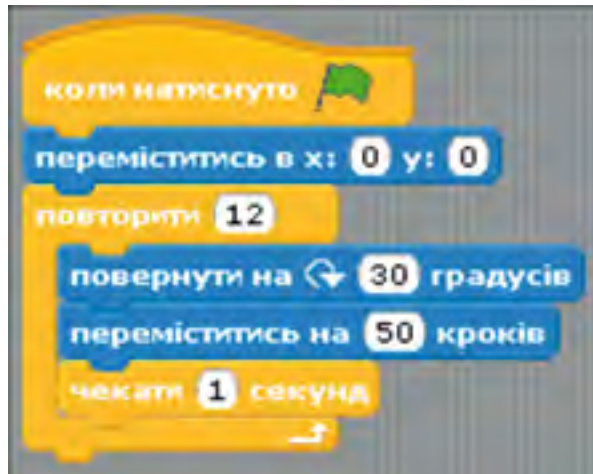 коли натиснуто
переміститись в x: 0 y: 0
повторити 12
повернути на 30 градусів
переміститись на 50 кроків
чекати 1 секунд